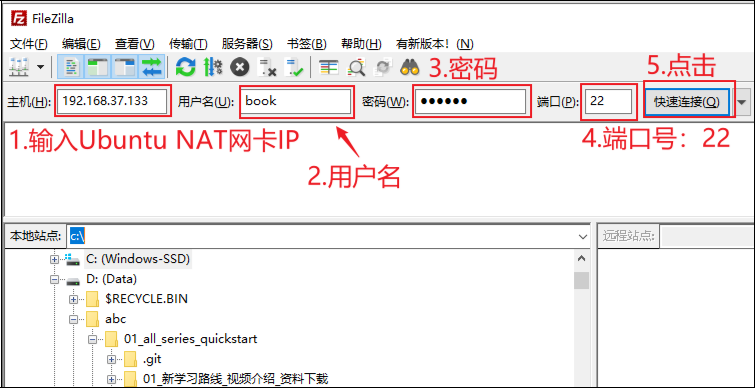 FileZilla
文件(F) 编辑(E) 查看(V) 传输(T) 服务器(S) 书签(B) 帮助(H) 有新版本!(N)
3.密码
5.点击
主机(H): 192.168.37.133 用户名(U): book 密码(W): ●●●●●● 端口(P): 22 快速连接(Q)
1.输入Ubuntu NAT网卡IP
4.端口号：22
2.用户名
本地站点: c:\
远程站点:
C: (Windows-SSD)
D: (Data)
$RECYCLE.BIN
abc
01_all_series_quickstart
.git
01_新学习路线_视频介绍_资料下载